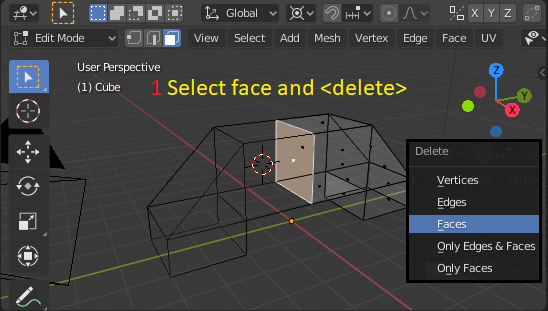 Global
Edit Mode
View
Select
Add
Mesh
Vertex
Edge
Face
UV
User Perspective
(1) Cube
1 Select face and <delete>
Z
Y
X
Delete
Vertices
Edges
Faces
Only Edges & Faces
Only Faces